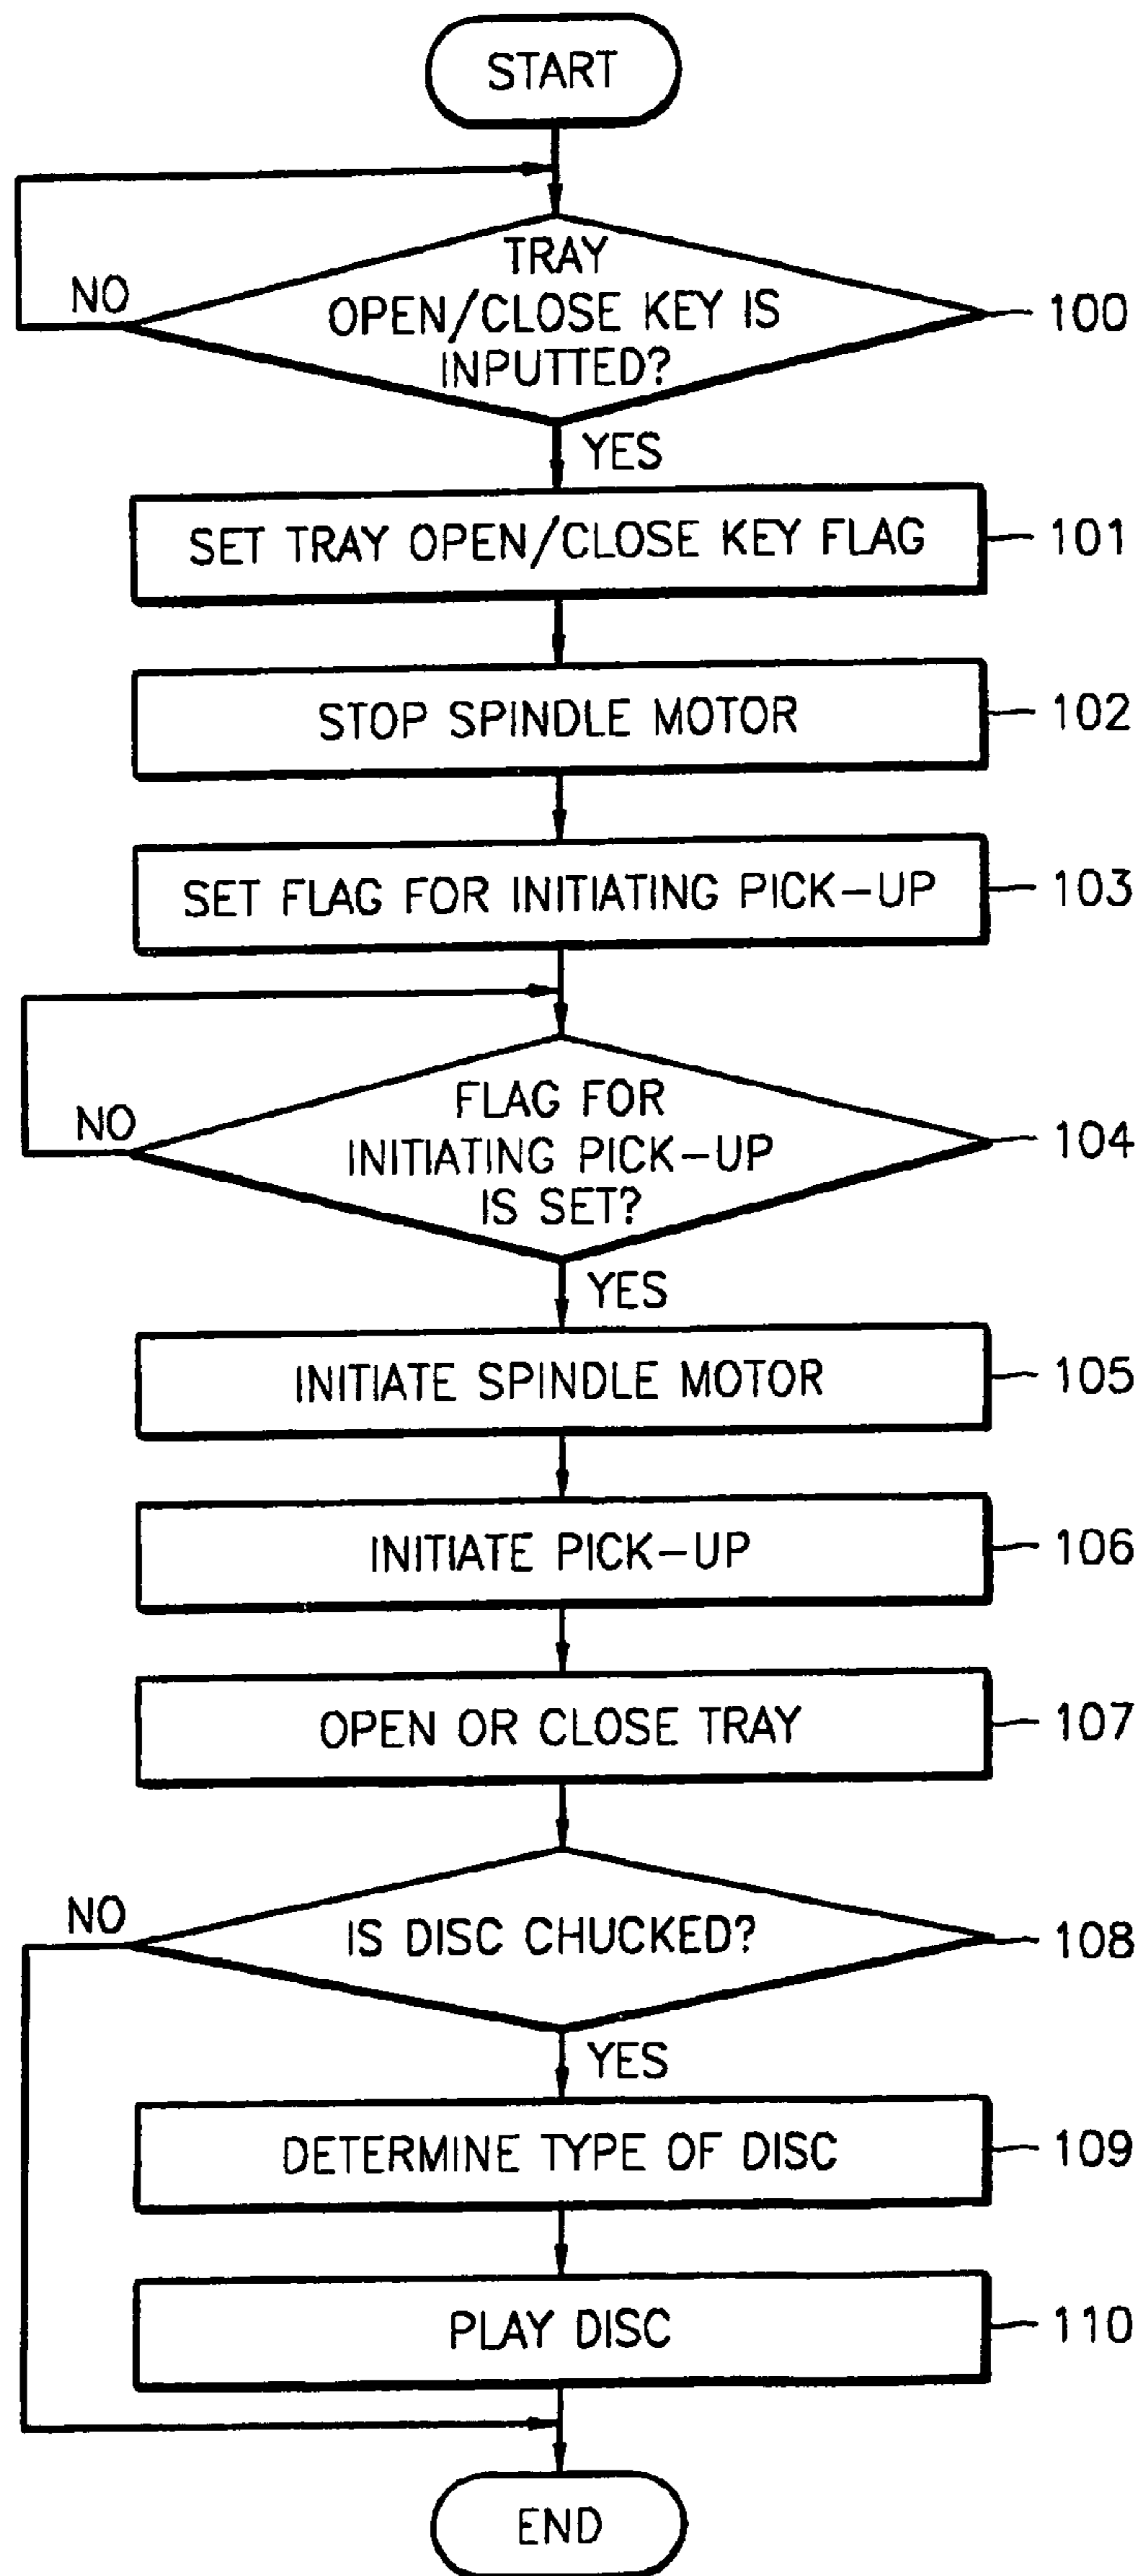 START
TRAY
OPEN/CLOSE KEY IS
INPUTTED?
NO
100
YES
SET TRAY OPEN/CLOSE KEY FLAG
101
STOP SPINDLE MOTOR
102
SET FLAG FOR INITIATING PICK-UP
103
FLAG FOR
INITIATING PICK-UP
IS SET?
NO
104
YES
INITIATE SPINDLE MOTOR
105
INITIATE PICK-UP
106
OPEN OR CLOSE TRAY
107
NO
IS DISC CHUCKED?
108
YES
DETERMINE TYPE OF DISC
109
PLAY DISC
110
END